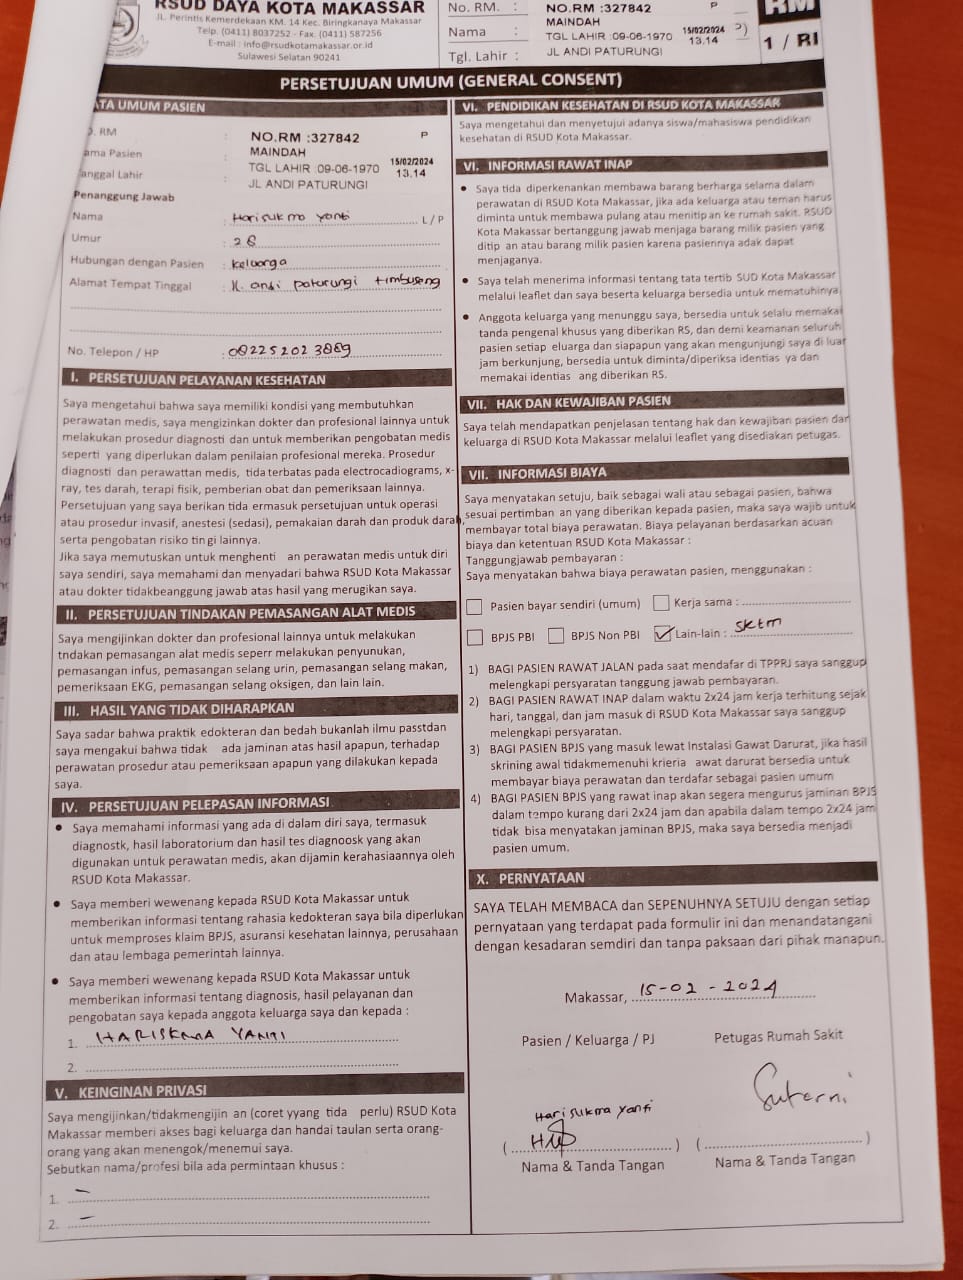 RSUD DAYA KOTA MAKASSAR
JL. Perintis Kemerdekaan KM. 14 Kec. Biringkanaya Makassar
Telp. (0411) 8037252 - Fax. (0411) 587256
E-mail : info@rsudkotamakassar.or.id
Sulawesi Selatan 90241
No. RM. :
Nama :
Tgl. Lahir :
NO.RM :327842 P
MAINDAH
TGL LAHIR :09-06-1970 15/02/2024
13.14
JL ANDI PATURUNGI
RM
1 / RI
PERSETUJUAN UMUM (GENERAL CONSENT)
ATA UMUM PASIEN
. RM :
ama Pasien :
anggal Lahir :
NO.RM :327842 P
MAINDAH
TGL LAHIR :09-06-1970 15/02/2024
13.14
JL ANDI PATURUNGI
Penanggung Jawab
Nama : Harisukma Yanti L / P
Umur : 28
Hubungan dengan Pasien : keluarga
Alamat Tempat Tinggal : Jl. andi paturungi timbuseng
No. Telepon / HP : 082252023889
I. PERSETUJUAN PELAYANAN KESEHATAN
Saya mengetahui bahwa saya memiliki kondisi yang membutuhkan
perawatan medis, saya mengizinkan dokter dan profesional lainnya untuk
melakukan prosedur diagnosti dan untuk memberikan pengobatan medis
seperti yang diperlukan dalam penilaian profesional mereka. Prosedur
diagnosti dan perawattan medis, tida terbatas pada electrocadiograms, x-
ray, tes darah, terapi fisik, pemberian obat dan pemeriksaan lainnya.
Persetujuan yang saya berikan tida ermasuk persetujuan untuk operasi
atau prosedur invasif, anestesi (sedasi), pemakaian darah dan produk darah,
serta pengobatan risiko tingi lainnya.
Jika saya memutuskan untuk menghenti an perawatan medis untuk diri
saya sendiri, saya memahami dan menyadari bahwa RSUD Kota Makassar
atau dokter tidakbeanggung jawab atas hasil yang merugikan saya.
II. PERSETUJUAN TINDAKAN PEMASANGAN ALAT MEDIS
Saya mengijinkan dokter dan profesional lainnya untuk melakukan
tndakan pemasangan alat medis seperr melakukan penyunukan,
pemasangan infus, pemasangan selang urin, pemasangan selang makan,
pemeriksaan EKG, pemasangan selang oksigen, dan lain lain.
III. HASIL YANG TIDAK DIHARAPKAN
Saya sadar bahwa praktik edokteran dan bedah bukanlah ilmu passtdan
saya mengakui bahwa tidak ada jaminan atas hasil apapun, terhadap
perawatan prosedur atau pemeriksaan apapun yang dilakukan kepada
saya.
IV. PERSETUJUAN PELEPASAN INFORMASI
• Saya memahami informasi yang ada di dalam diri saya, termasuk
diagnostk, hasil laboratorium dan hasil tes diagnoosk yang akan
digunakan untuk perawatan medis, akan dijamin kerahasiaannya oleh
RSUD Kota Makassar.
• Saya memberi wewenang kepada RSUD Kota Makassar untuk
memberikan informasi tentang rahasia kedokteran saya bila diperlukan
untuk memproses klaim BPJS, asuransi kesehatan lainnya, perusahaan
dan atau lembaga pemerintah lainnya.
• Saya memberi wewenang kepada RSUD Kota Makassar untuk
memberikan informasi tentang diagnosis, hasil pelayanan dan
pengobatan saya kepada anggota keluarga saya dan kepada :
1. HARISKMA YANTI
2.
V. KEINGINAN PRIVASI
Saya mengijinkan/tidakmengijin an (coret yyang tida perlu) RSUD Kota
Makassar memberi akses bagi keluarga dan handai taulan serta orang-
orang yang akan menengok/menemui saya.
Sebutkan nama/profesi bila ada permintaan khusus :
1. –
2. –
VI. PENDIDIKAN KESEHATAN DI RSUD KOTA MAKASSAR
Saya mengetahui dan menyetujui adanya siswa/mahasiswa pendidikan
kesehatan di RSUD Kota Makassar.
VI. INFORMASI RAWAT INAP
• Saya tida diperkenankan membawa barang berharga selama dalam
perawatan di RSUD Kota Makassar, jika ada keluarga atau teman harus
diminta untuk membawa pulang atau menitip an ke rumah sakit. RSUD
Kota Makassar bertanggung jawab menjaga barang milik pasien yang
ditip an atau barang milik pasien karena pasiennya adak dapat
menjaganya.
• Saya telah menerima informasi tentang tata tertib SUD Kota Makassar
melalui leaflet dan saya beserta keluarga bersedia untuk mematuhinya
• Anggota keluarga yang menunggu saya, bersedia untuk selalu memakai
tanda pengenal khusus yang diberikan RS, dan demi keamanan seluruh
pasien setiap eluarga dan siapapun yang akan mengunjungi saya di luar
jam berkunjung, bersedia untuk diminta/diperiksa identias ya dan
memakai identias ang diberikan RS.
VII. HAK DAN KEWAJIBAN PASIEN
Saya telah mendapatkan penjelasan tentang hak dan kewajiban pasien dan
keluarga di RSUD Kota Makassar melalui leaflet yang disediakan petugas.
VII. INFORMASI BIAYA
Saya menyatakan setuju, baik sebagai wali atau sebagai pasien, bahwa
sesuai pertimban an yang diberikan kepada pasien, maka saya wajib untuk
membayar total biaya perawatan. Biaya pelayanan berdasarkan acuan
biaya dan ketentuan RSUD Kota Makassar :
Tanggungjawab pembayaran :
Saya menyatakan bahwa biaya perawatan pasien, menggunakan :
Pasien bayar sendiri (umum) Kerja sama :
BPJS PBI BPJS Non PBI Lain-lain : sktm
1) BAGI PASIEN RAWAT JALAN pada saat mendafar di TPPRJ saya sanggup
melengkapi persyaratan tanggung jawab pembayaran.
2) BAGI PASIEN RAWAT INAP dalam waktu 2x24 jam kerja terhitung sejak
hari, tanggal, dan jam masuk di RSUD Kota Makassar saya sanggup
melengkapi persyaratan.
3) BAGI PASIEN BPJS yang masuk lewat Instalasi Gawat Darurat, jika hasil
skrining awal tidakmemenuhi krieria awat darurat bersedia untuk
membayar biaya perawatan dan terdafar sebagai pasien umum
4) BAGI PASIEN BPJS yang rawat inap akan segera mengurus jaminan BPJS
dalam tempo kurang dari 2x24 jam dan apabila dalam tempo 2x24 jam
tidak bisa menyatakan jaminan BPJS, maka saya bersedia menjadi
pasien umum.
X. PERNYATAAN
SAYA TELAH MEMBACA dan SEPENUHNYA SETUJU dengan setiap
pernyataan yang terdapat pada formulir ini dan menandatangani
dengan kesadaran semdiri dan tanpa paksaan dari pihak manapun.
Makassar, 15-02-2024
Pasien / Keluarga / PJ Petugas Rumah Sakit
Harisukma Yanti
Nama & Tanda Tangan Nama & Tanda Tangan